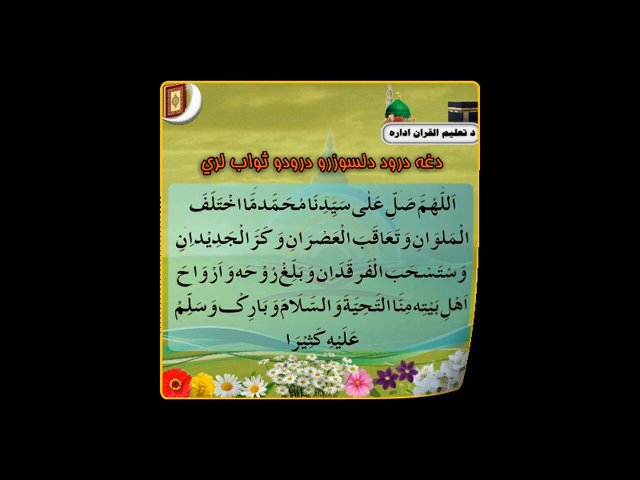 د تعلیم القران اداره
دغه درود دلسوزرو درودو ثواب لري
اَللّٰهُمَّ صَلِّ عَلٰى سَيِّدِنَا مُحَمَّدٍ مَّا اخْتَلَفَ
الْمَلَوَانِ وَتَعَاقَبَ الْعَصْرَانِ وَكَرَّ الْجَدِيْدَانِ
وَسْتَسْحَبَ الْفَرقَدَانِ وَبَلِّغْ رُوْحَه وَاَرْوَاحَ
اَهْلِ بَيْتِه مِنَّا التَّحِيَّةَ وَالسَّلَامَ وَبَارِكْ وَسَلِّمْ
عَلَيْهِ كَثِيْرًا